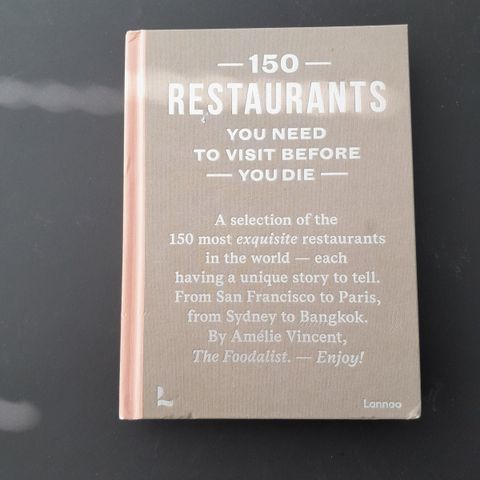 — 150 —
RESTAURANTS
YOU NEED
TO VISIT BEFORE
— YOU DIE —
A selection of the
150 most exquisite restaurants
in the world — each
having a unique story to tell.
From San Francisco to Paris,
from Sydney to Bangkok.
By Amélie Vincent,
The Foodalist. — Enjoy!
Lannoo